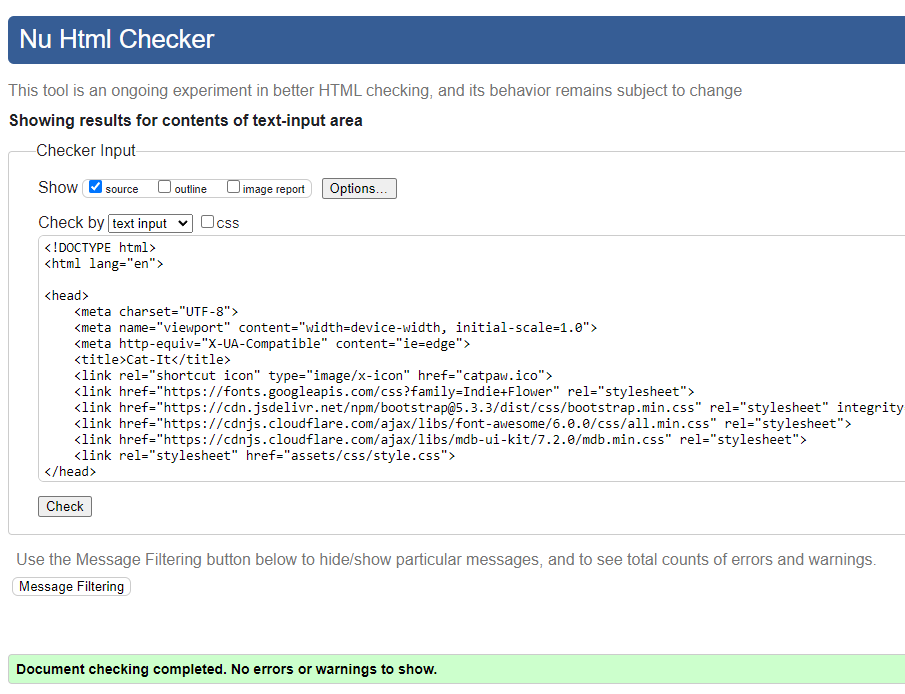 Nu Html Checker
This tool is an ongoing experiment in better HTML checking, and its behavior remains subject to change
Showing results for contents of text-input area
Checker Input
Show source outline image report Options...
Check by text input css
<!DOCTYPE html>
<html lang="en">
<head>
<meta charset="UTF-8">
<meta name="viewport" content="width=device-width, initial-scale=1.0">
<meta http-equiv="X-UA-Compatible" content="ie=edge">
<title>Cat-It</title>
<link rel="shortcut icon" type="image/x-icon" href="catpaw.ico">
<link href="https://fonts.googleapis.com/css?family=Indie+Flower" rel="stylesheet">
<link href="https://cdn.jsdelivr.net/npm/bootstrap@5.3.3/dist/css/bootstrap.min.css" rel="stylesheet" integrity
<link href="https://cdnjs.cloudflare.com/ajax/libs/font-awesome/6.0.0/css/all.min.css" rel="stylesheet">
<link href="https://cdnjs.cloudflare.com/ajax/libs/mdb-ui-kit/7.2.0/mdb.min.css" rel="stylesheet">
<link rel="stylesheet" href="assets/css/style.css">
</head>
Check
Use the Message Filtering button below to hide/show particular messages, and to see total counts of errors and warnings.
Message Filtering
Document checking completed. No errors or warnings to show.